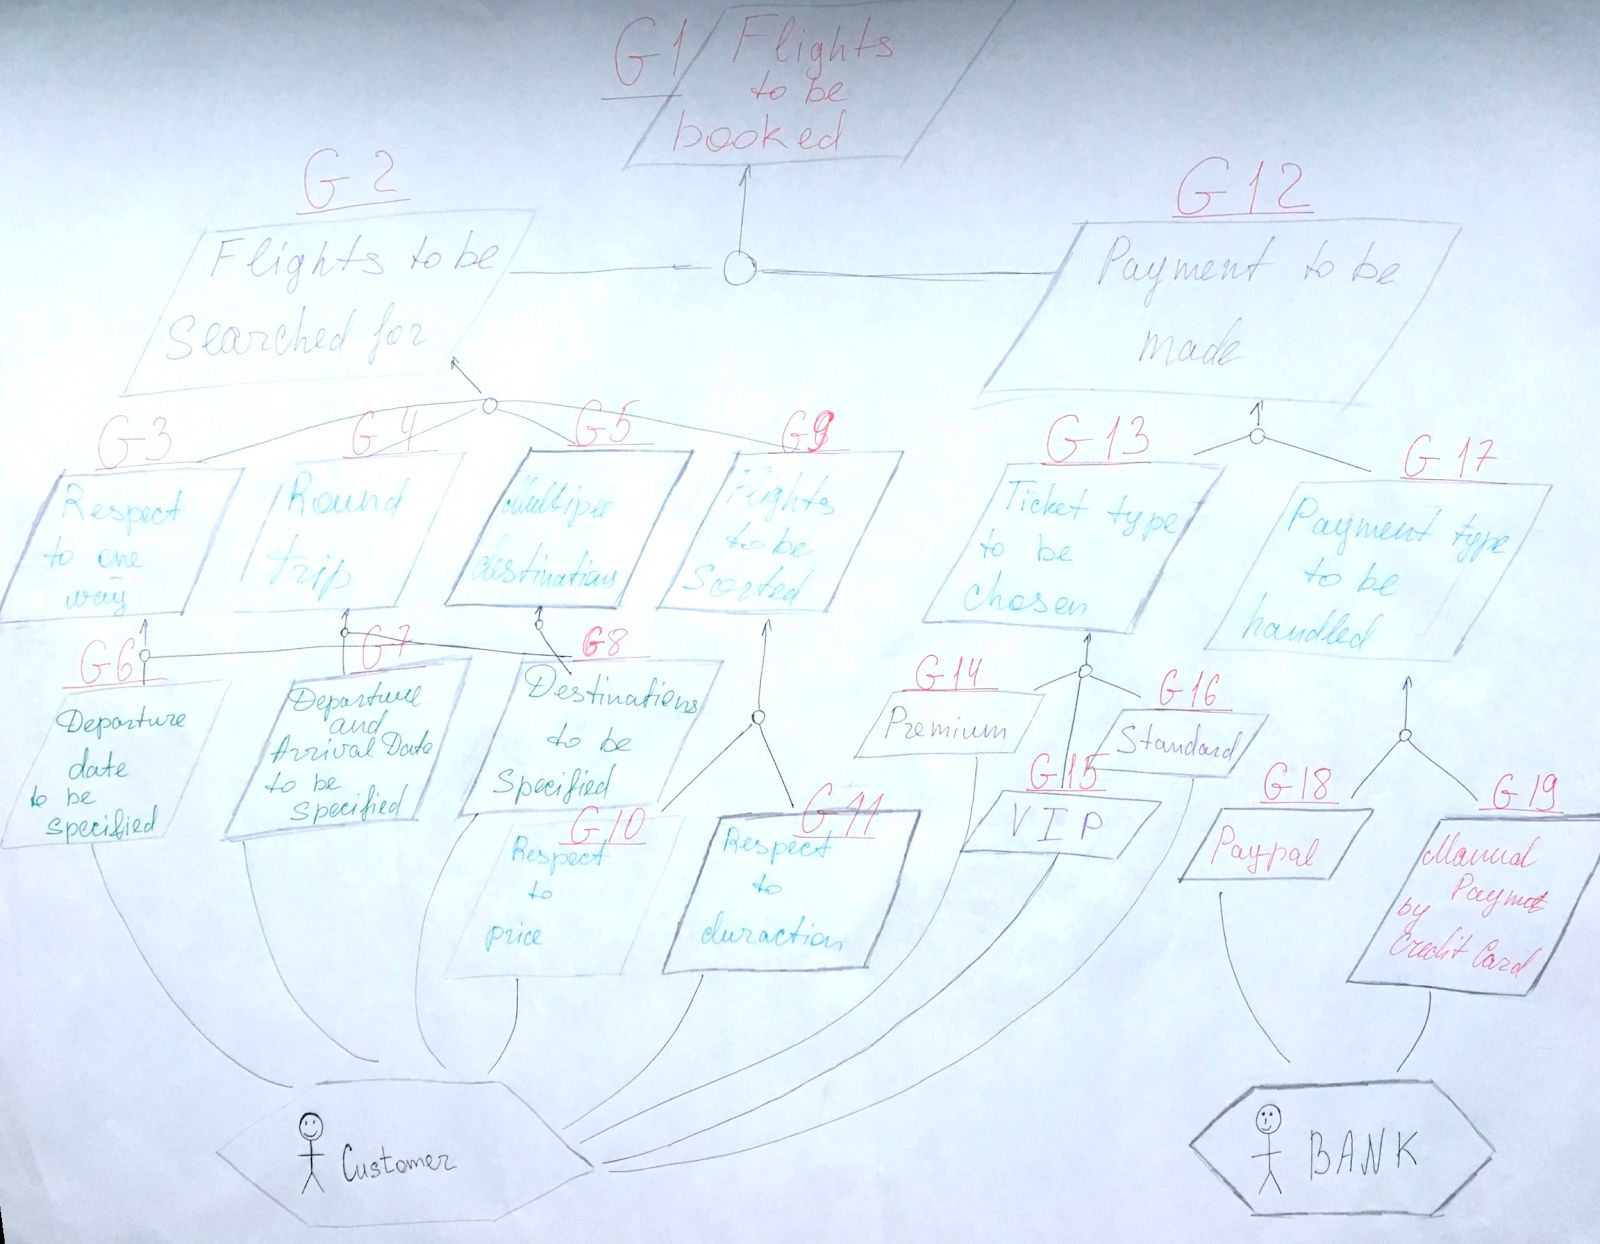 G1
Flights
to be
booked
G2
Flights to be
Searched for
G12
Payment to be
made
G3
Respect
to one
way
G4
Round
trip
G5
Multiple
destinations
G9
Flights
to be
Sorted
G13
Ticket type
to be
chosen
G17
Payment type
to be
handled
G6
Departure
date
to be
specified
G7
Departure
and
Arrival Date
to be
specified
G8
Destinations
to be
Specified
G10
Respect
to
price
G11
Respect
to
duraction
G14
Premium
G15
VIP
G16
Standard
G18
Paypal
G19
Manual
Paymet
by
Credit Card
Customer
BANK